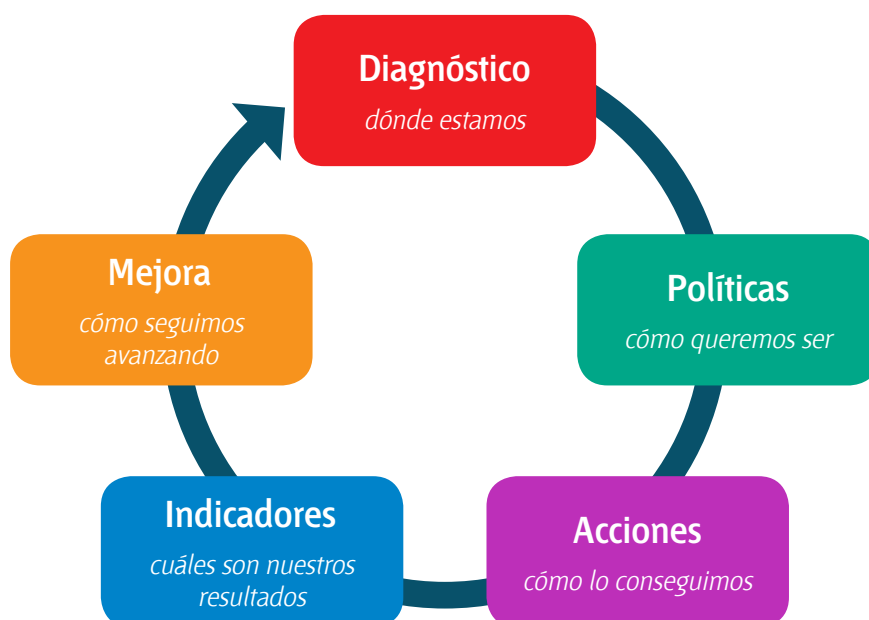 Diagnóstico
dónde estamos
Políticas
cómo queremos ser
Acciones
cómo lo conseguimos
Indicadores
cuáles son nuestros
resultados
Mejora
cómo seguimos
avanzando